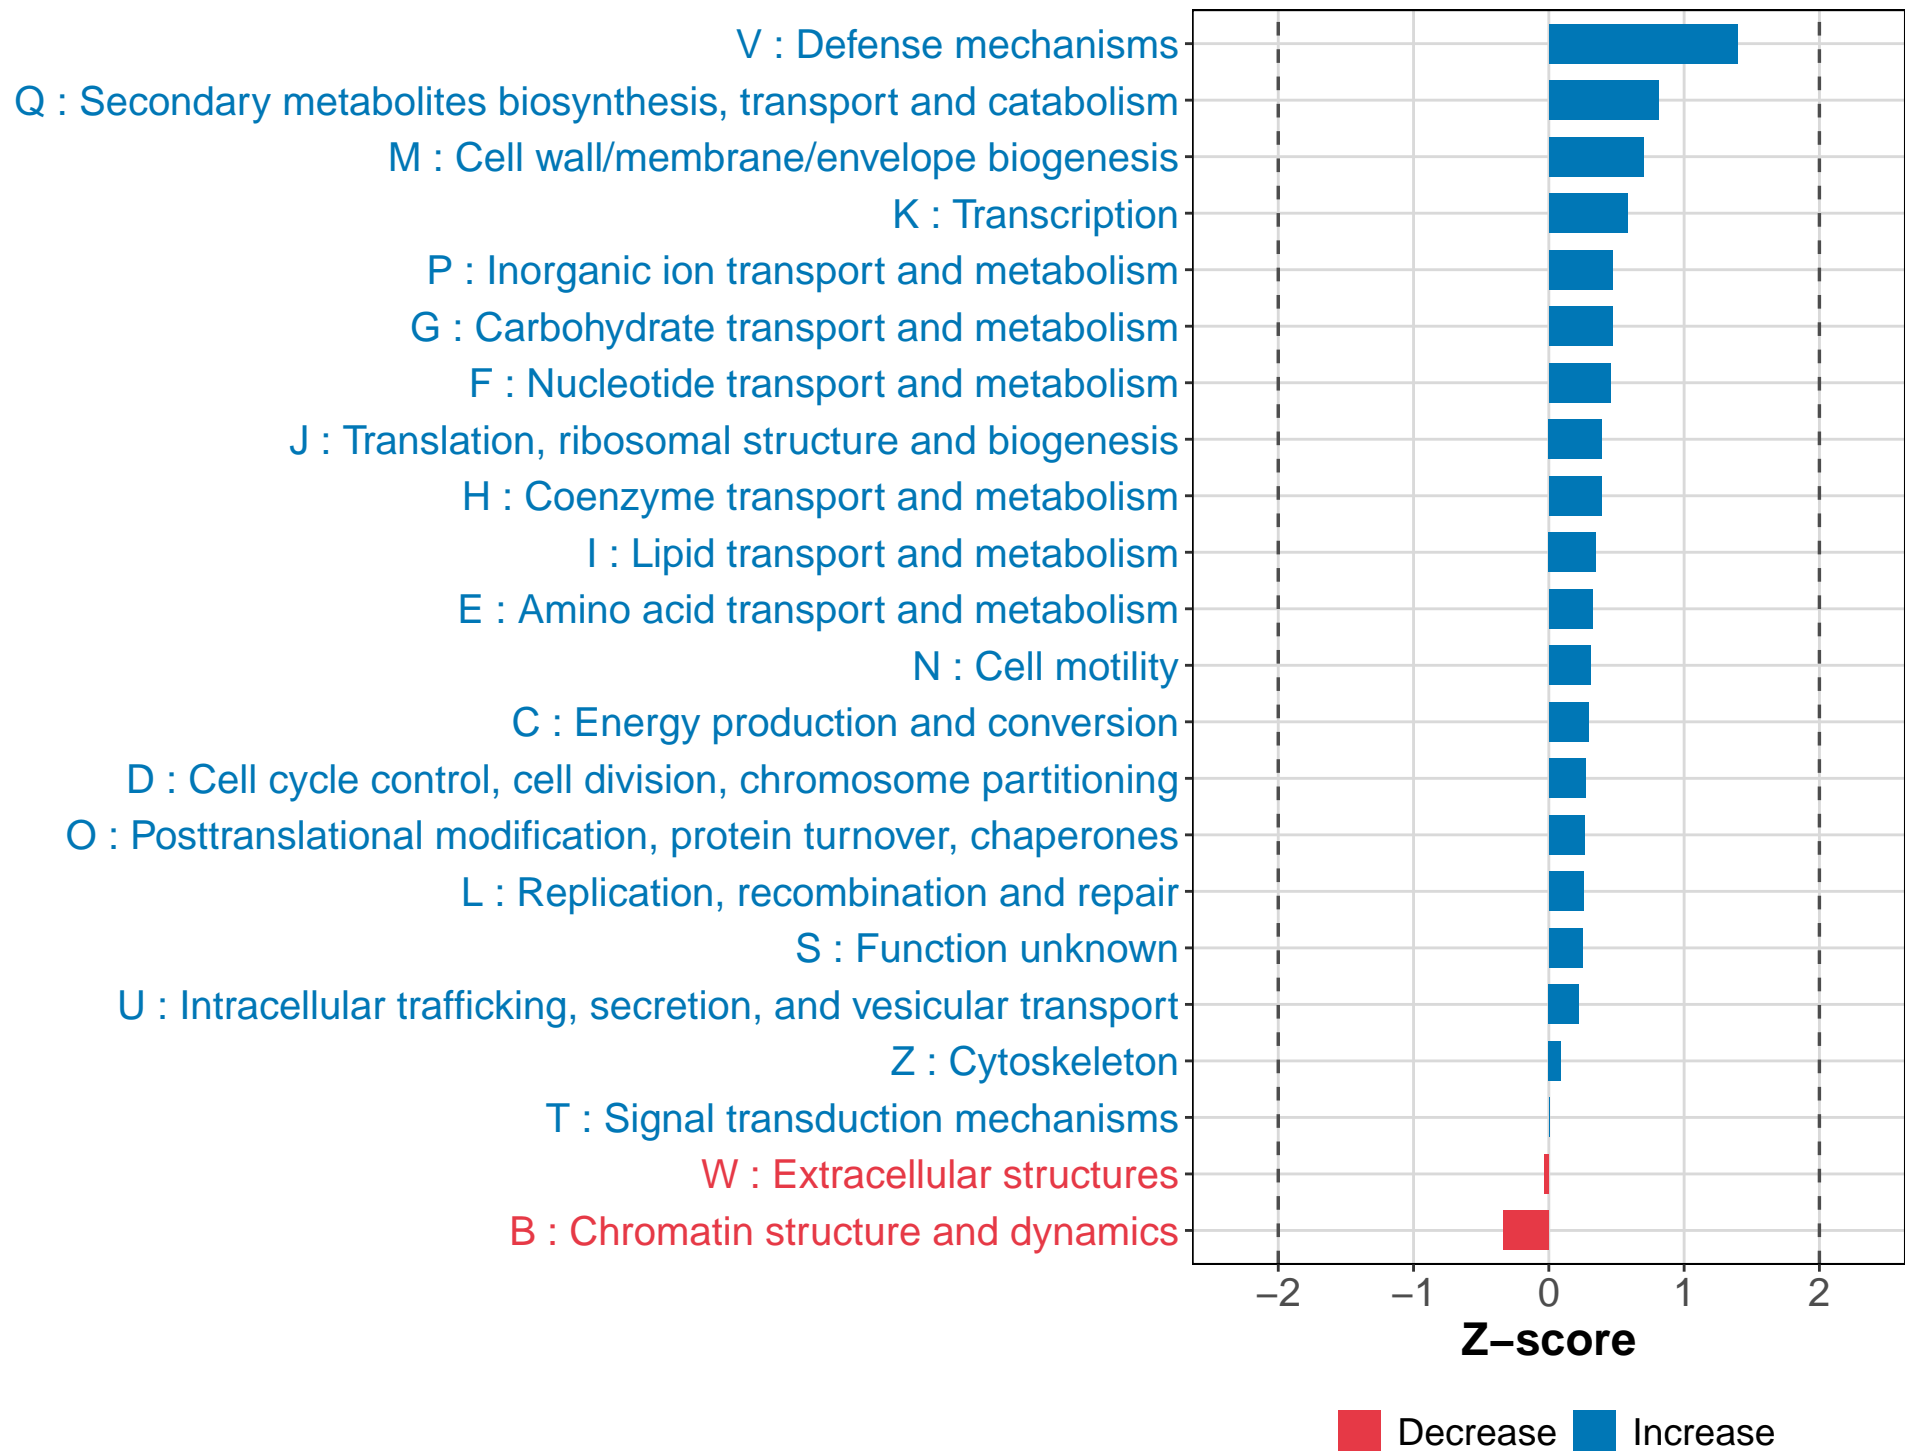 V : Defense mechanisms
Q : Secondary metabolites biosynthesis, transport and catabolism
M : Cell wall/membrane/envelope biogenesis
K : Transcription
P : Inorganic ion transport and metabolism
G : Carbohydrate transport and metabolism
F : Nucleotide transport and metabolism
J : Translation, ribosomal structure and biogenesis
H : Coenzyme transport and metabolism
I : Lipid transport and metabolism
E : Amino acid transport and metabolism
N : Cell motility
C : Energy production and conversion
D : Cell cycle control, cell division, chromosome partitioning
O : Posttranslational modification, protein turnover, chaperones
L : Replication, recombination and repair
S : Function unknown
U : Intracellular trafficking, secretion, and vesicular transport
Z : Cytoskeleton
T : Signal transduction mechanisms
W : Extracellular structures
B : Chromatin structure and dynamics
−2 −1 0 1 2
Z−score
Decrease Increase